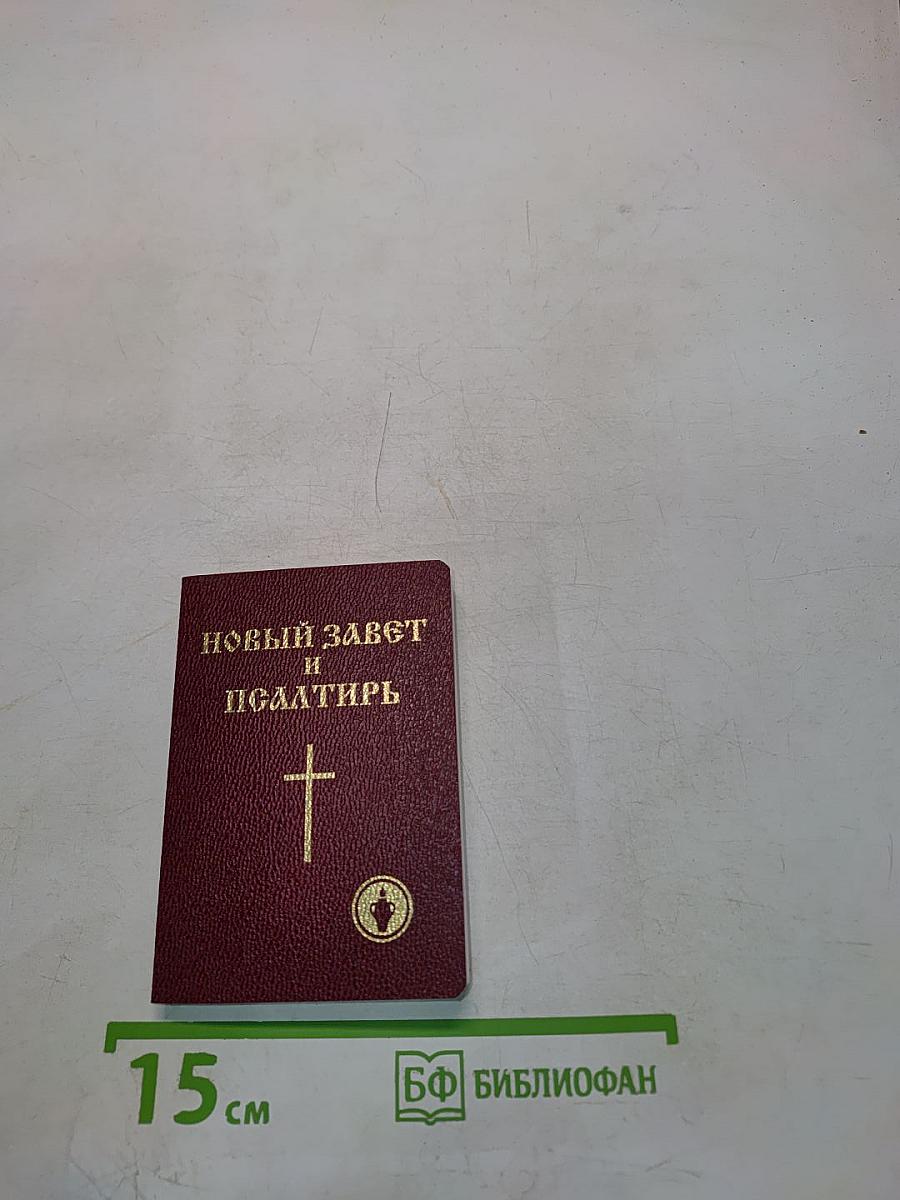 НОВЫЙ ЗАВЕТ
И
ПСАЛТИРЬ
15 см
БФ БИБЛИОФАН